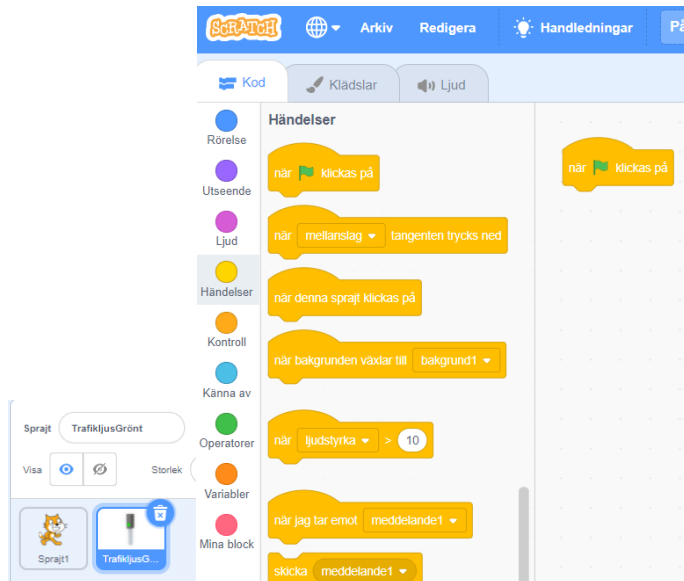 SCRATCH Arkiv Redigera Handledningar På
Kod Klädslar Ljud
Rörelse
Utseende
Ljud
Händelser
Kontroll
Känna av
Operatorer
Variabler
Mina block
Händelser
när klickas på
när mellanslag tangenten trycks ned
när denna sprajt klickas på
när bakgrunden växlar till bakgrund1
när ljudstyrka > 10
när jag tar emot meddelande1
skicka meddelande1
när klickas på
Sprajt TrafikljusGrönt
Visa Storlek
Sprajt1 TrafikljusG...